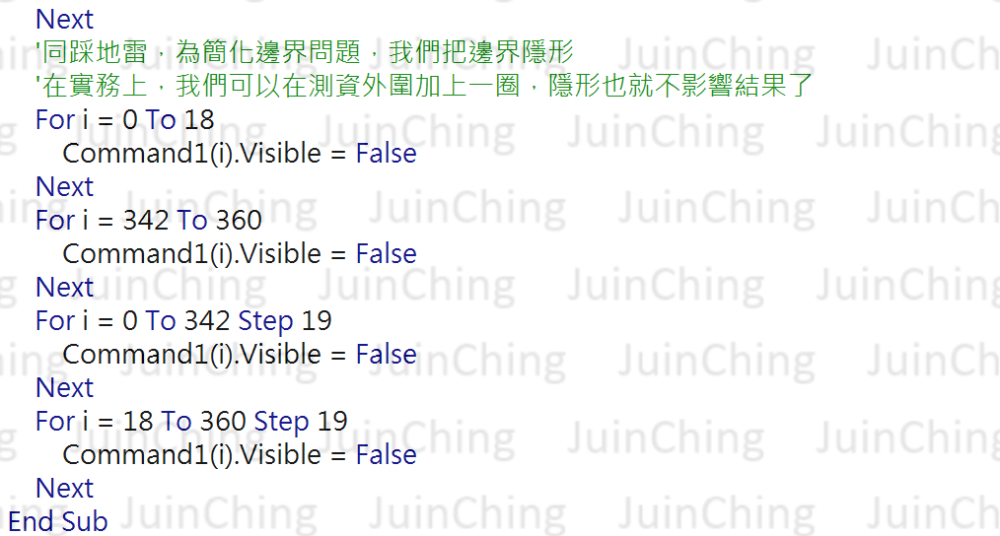 Next
'同踩地雷，為簡化邊界問題，我們把邊界隱形
'在實務上，我們可以在測資外圍加上一圈，隱形也就不影響結果了
For i = 0 To 18
Command1(i).Visible = False
Next
For i = 342 To 360
Command1(i).Visible = False
Next
For i = 0 To 342 Step 19
Command1(i).Visible = False
Next
For i = 18 To 360 Step 19
Command1(i).Visible = False
Next
End Sub
JuinChing